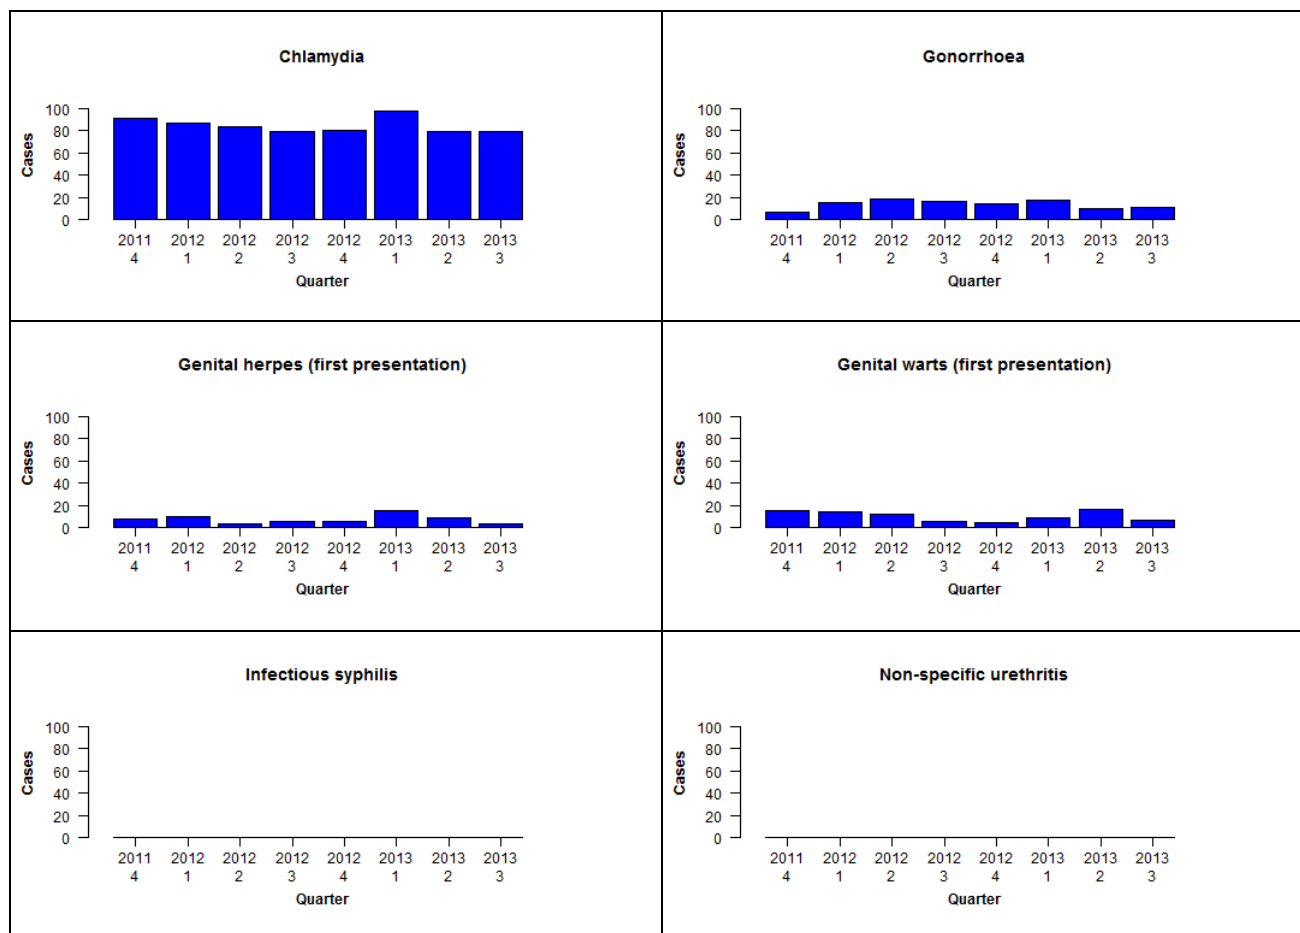 Chlamydia
Cases
100
80
60
40
20
0
2011 2012 2012 2012 2012 2013 2013 2013
4 1 2 3 4 1 2 3
Quarter
Gonorrhoea
Cases
100
80
60
40
20
0
2011 2012 2012 2012 2012 2013 2013 2013
4 1 2 3 4 1 2 3
Quarter
Genital herpes (first presentation)
Cases
100
80
60
40
20
0
2011 2012 2012 2012 2012 2013 2013 2013
4 1 2 3 4 1 2 3
Quarter
Genital warts (first presentation)
Cases
100
80
60
40
20
0
2011 2012 2012 2012 2012 2013 2013 2013
4 1 2 3 4 1 2 3
Quarter
Infectious syphilis
Cases
100
80
60
40
20
0
2011 2012 2012 2012 2012 2013 2013 2013
4 1 2 3 4 1 2 3
Quarter
Non-specific urethritis
Cases
100
80
60
40
20
0
2011 2012 2012 2012 2012 2013 2013 2013
4 1 2 3 4 1 2 3
Quarter